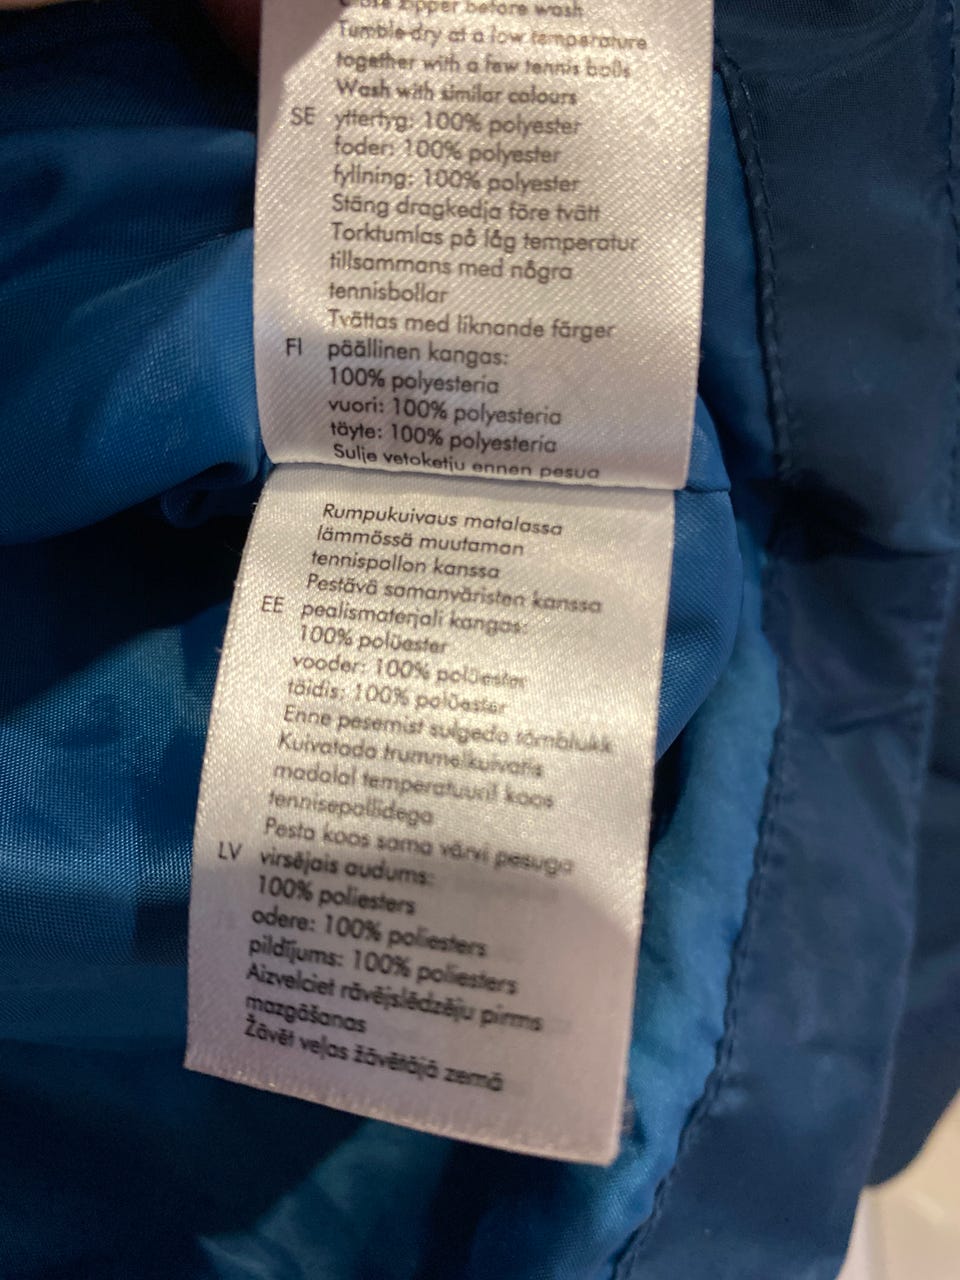 Close zipper before wash
Tumble dry at a low temperature
together with a few tennis balls
Wash with similar colours
SE yttertyg: 100% polyester
foder: 100% polyester
fyllning: 100% polyester
Stäng dragkedja före tvätt
Torktumlas på låg temperatur
tillsammans med några
tennisbollar
Tvättas med liknande färger
FI päällinen kangas:
100% polyesteria
vuori: 100% polyesteria
täyte: 100% polyesteria
Sulje vetoketju ennen pesua
Rumpukuivaus matalassa
lämmössä muutaman
tennispallon kanssa
Pestävä samanväristen kanssa
EE pealismaterjali kangas:
100% polüester
vooder: 100% polüester
täidis: 100% polüester
Enne pesemist sulgeda tõmblukk
Kuivatada trummelkuivatis
madalal temperatuuril koos
tennisepallidega
Pesta koos sama värvi pesuga
LV virsējais audums:
100% poliesters
odere: 100% poliesters
pildījums: 100% poliesters
Aizvelciet rāvējslēdzēju pirms
mazgāšanas
Žāvēt veļas žāvētājā zemā